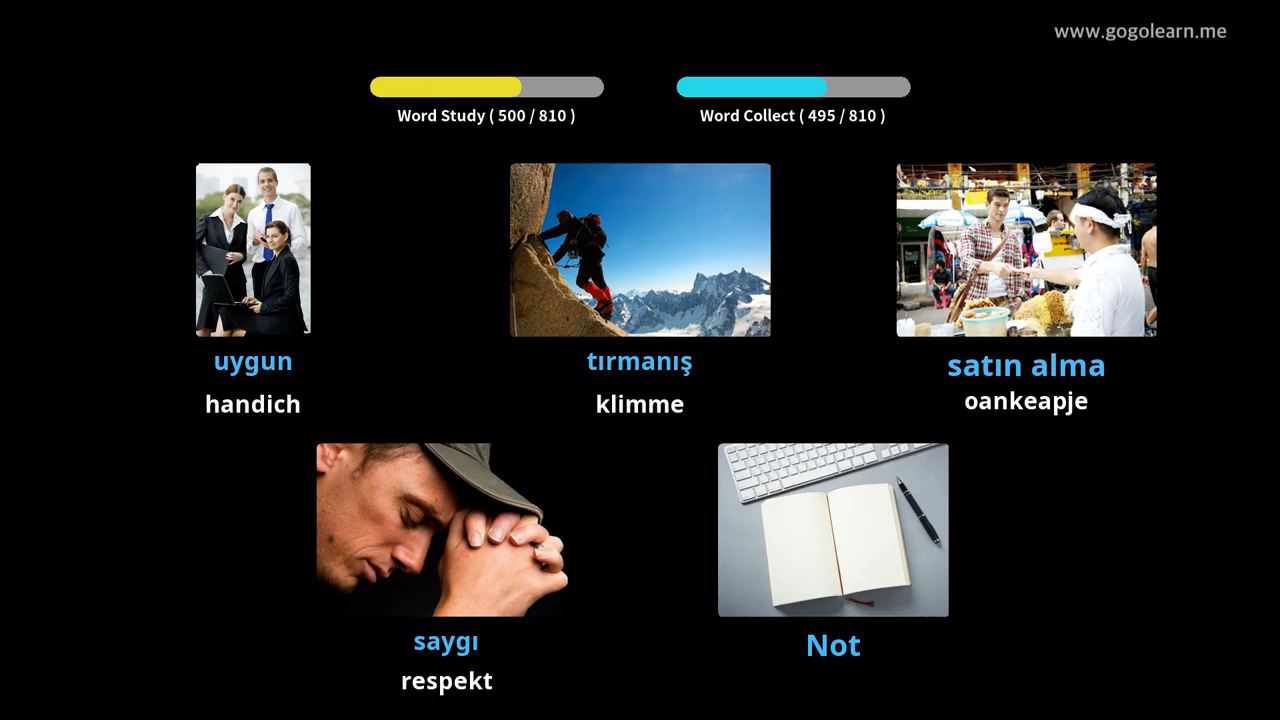 www.gogolearn.me
Word Study ( 500 / 810 )
Word Collect ( 495 / 810 )
uygun
handich
tırmanış
klimme
satın alma
oankeapje
saygı
respekt
Not